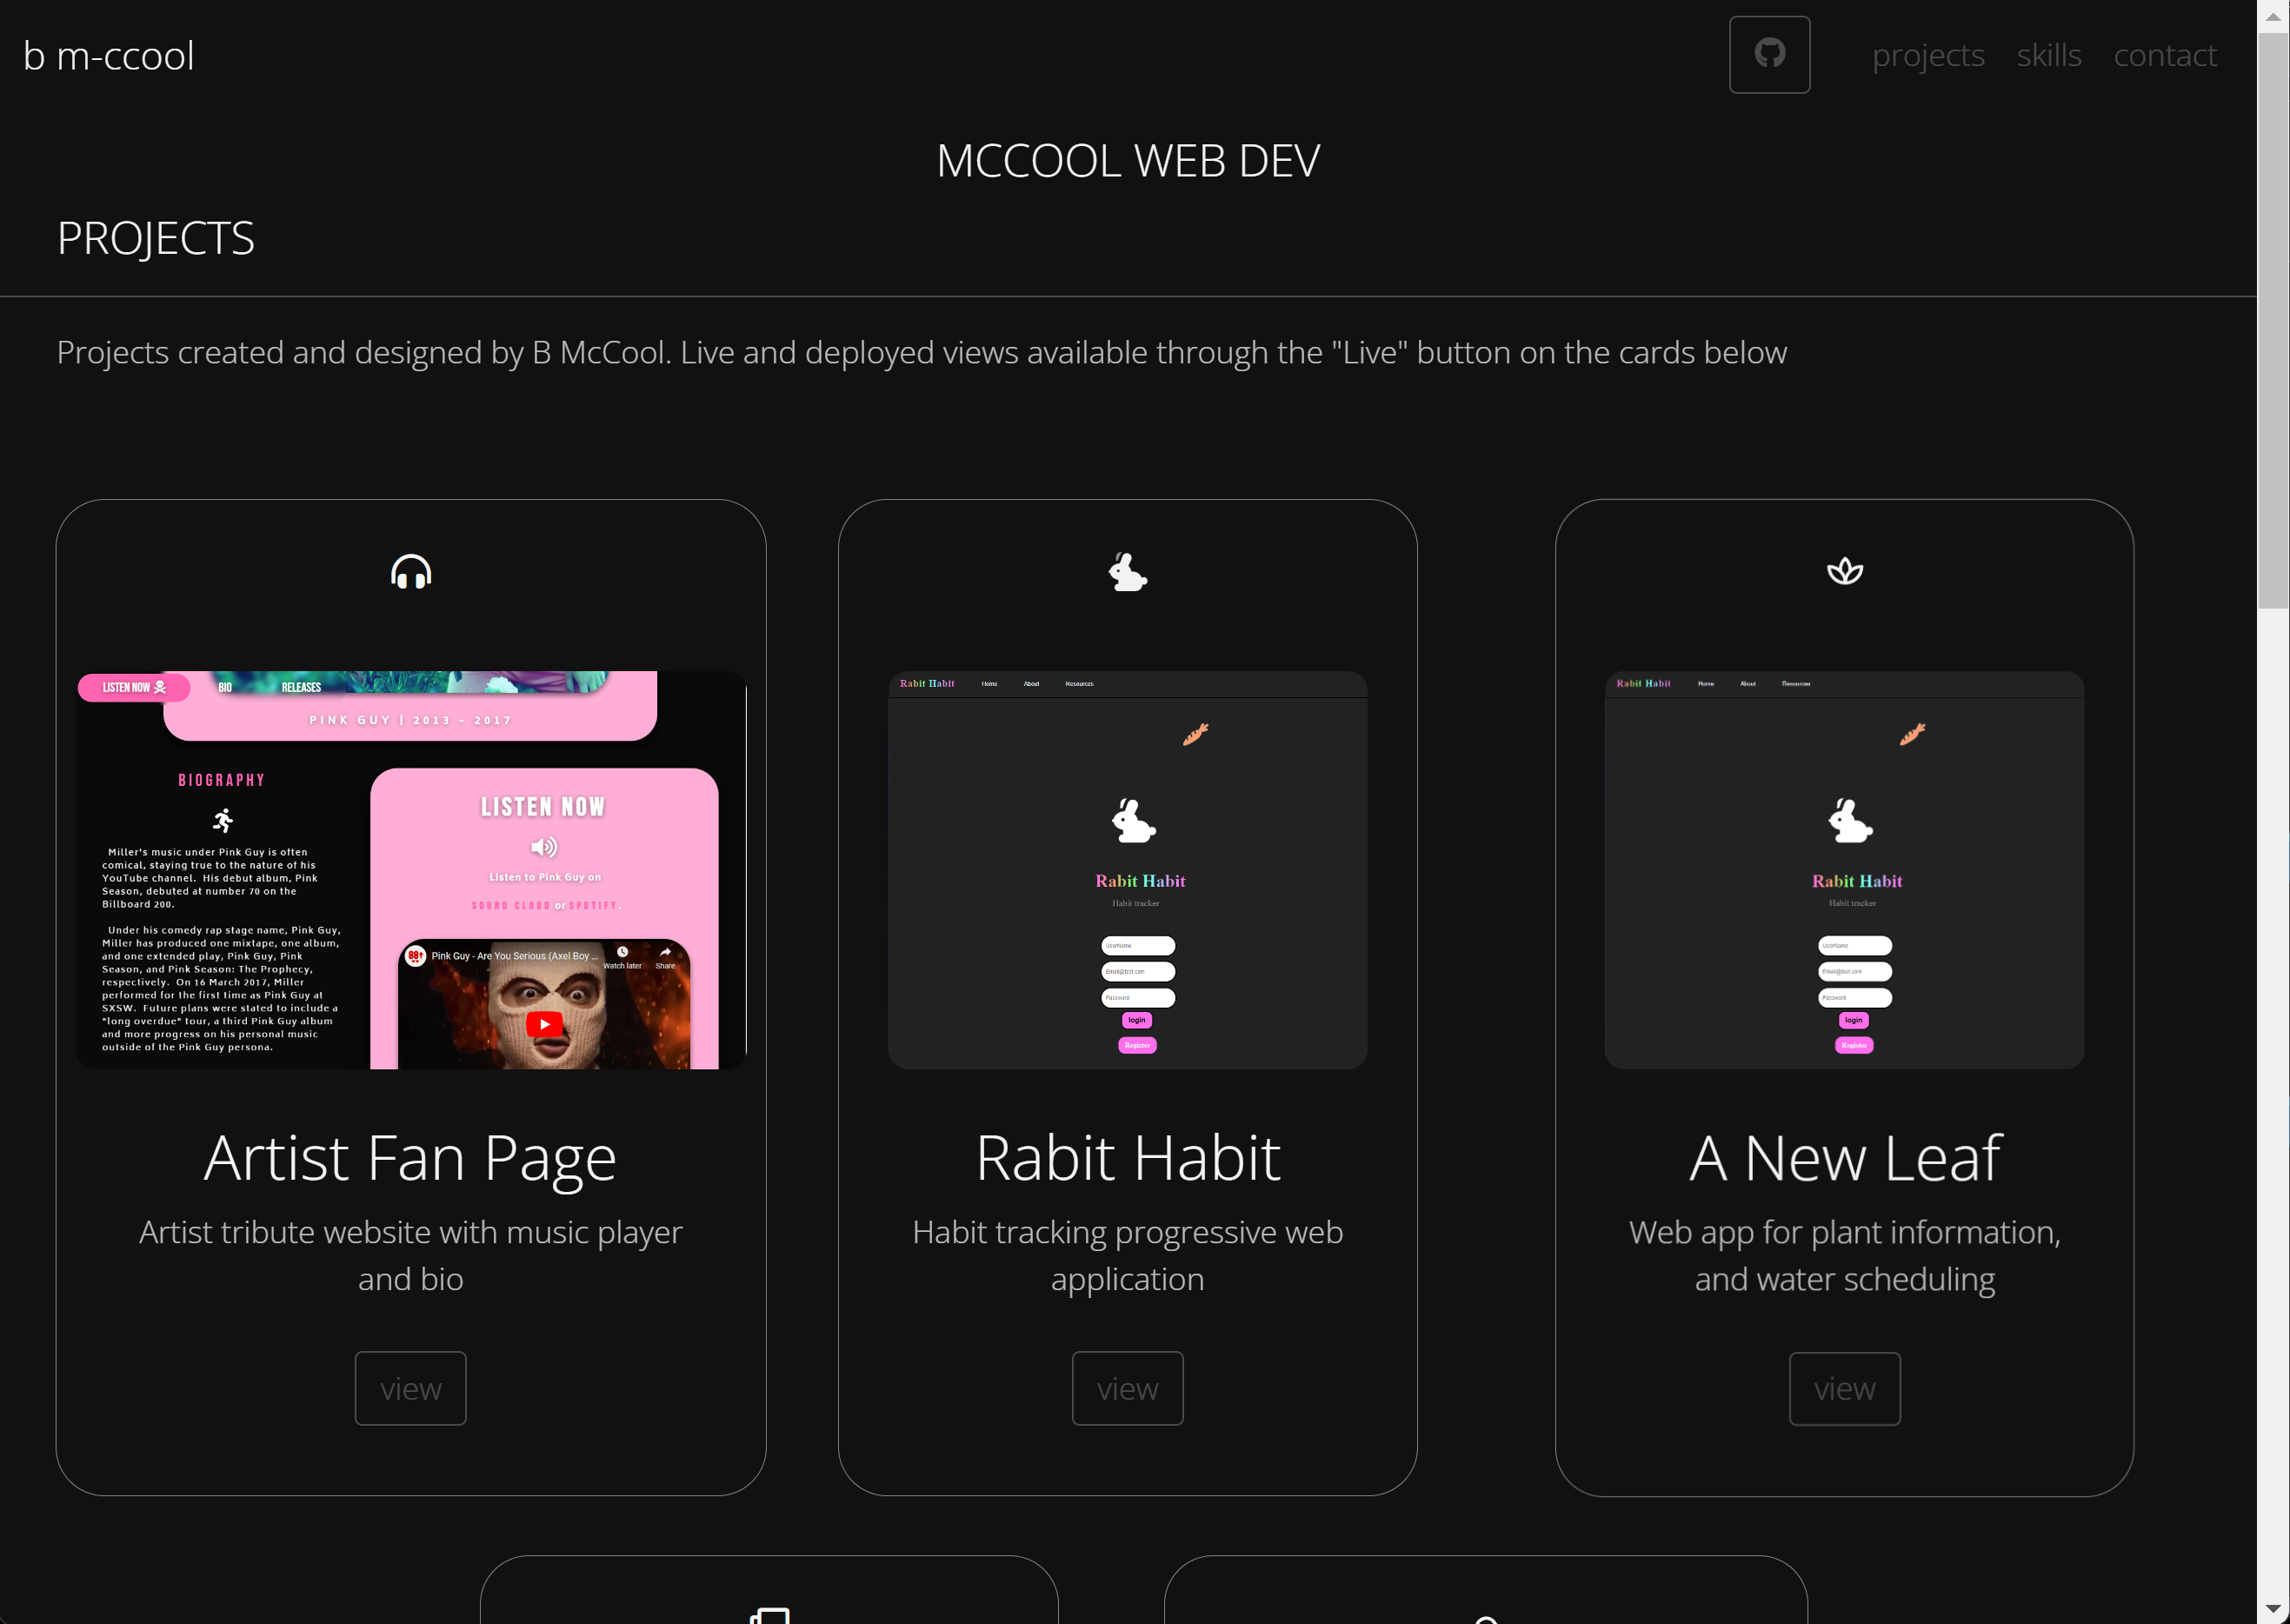 b m-ccool
projects skills contact
MCCOOL WEB DEV
PROJECTS
Projects created and designed by B McCool. Live and deployed views available through the "Live" button on the cards below
LISTEN NOW BIO RELEASES
PINK GUY | 2013 - 2017
BIOGRAPHY
Miller's music under Pink Guy is often
comical, staying true to the nature of his
YouTube channel. His debut album, Pink
Season, debuted at number 70 on the
Billboard 200.
Under his comedy rap stage name, Pink Guy,
Miller has produced one mixtape, one album,
and one extended play, Pink Guy, Pink
Season, and Pink Season: The Prophecy,
respectively. On 16 March 2017, Miller
performed for the first time as Pink Guy at
SXSW. Future plans were stated to include a
"long overdue" tour, a third Pink Guy album
and more progress on his personal music
outside of the Pink Guy persona.
LISTEN NOW
Listen to Pink Guy on
SOUND CLOUD or SPOTIFY.
88↑ Pink Guy - Are You Serious (Axel Boy ...
Watch later Share
Artist Fan Page
Artist tribute website with music player
and bio
view
Rabit Habit Home About Resources
Rabit Habit
Habit tracker
UserName
Email@test.com
Password
login
Register
Rabit Habit
Habit tracking progressive web
application
view
Rabit Habit Home About Resources
Rabit Habit
Habit tracker
UserName
Email@test.com
Password
login
Register
A New Leaf
Web app for plant information,
and water scheduling
view